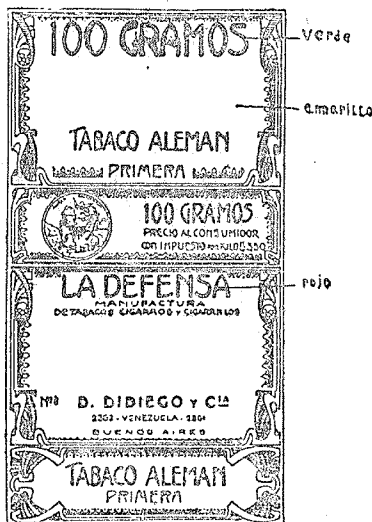 100 GRAMOS
verde
amarillo
TABACO ALEMAN
PRIMERA
100 GRAMOS
PRECIO AL CONSUMIDOR
CON IMPUESTO
LA DEFENSA
rojo
MANUFACTURA
DE TABACOS CIGARROS Y CIGARRILLOS
D. DIBIEGO Y Cia
VENEZUELA
BUENOS AIRES
TABACO ALEMAN
PRIMERA